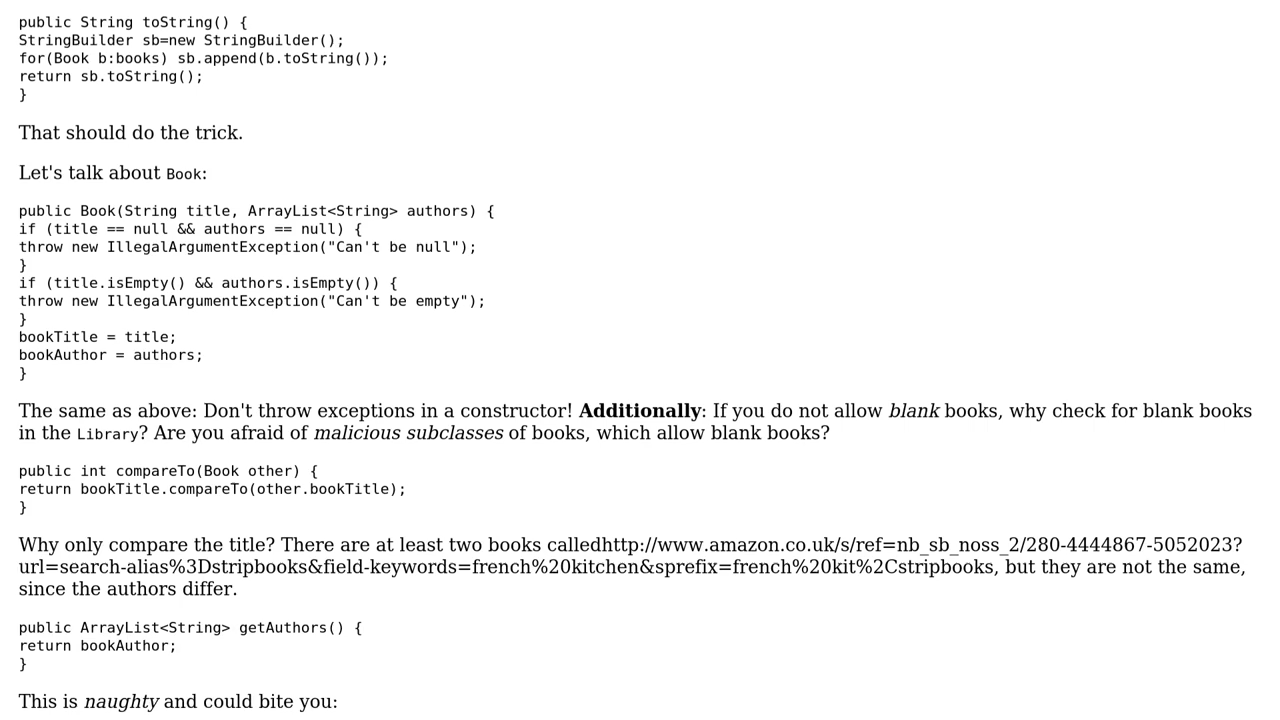 public String toString() {
StringBuilder sb=new StringBuilder();
for(Book b:books) sb.append(b.toString());
return sb.toString();
}
That should do the trick.
Let's talk about Book:
public Book(String title, ArrayList<String> authors) {
if (title == null && authors == null) {
throw new IllegalArgumentException("Can't be null");
}
if (title.isEmpty() && authors.isEmpty()) {
throw new IllegalArgumentException("Can't be empty");
}
bookTitle = title;
bookAuthor = authors;
}
The same as above: Don't throw exceptions in a constructor! Additionally: If you do not allow blank books, why check for blank books
in the Library? Are you afraid of malicious subclasses of books, which allow blank books?
public int compareTo(Book other) {
return bookTitle.compareTo(other.bookTitle);
}
Why only compare the title? There are at least two books calledhttp://www.amazon.co.uk/s/ref=nb_sb_noss_2/280-4444867-5052023?
url=search-alias%3Dstripbooks&field-keywords=french%20kitchen&sprefix=french%20kit%2Cstripbooks, but they are not the same,
since the authors differ.
public ArrayList<String> getAuthors() {
return bookAuthor;
}
This is naughty and could bite you: